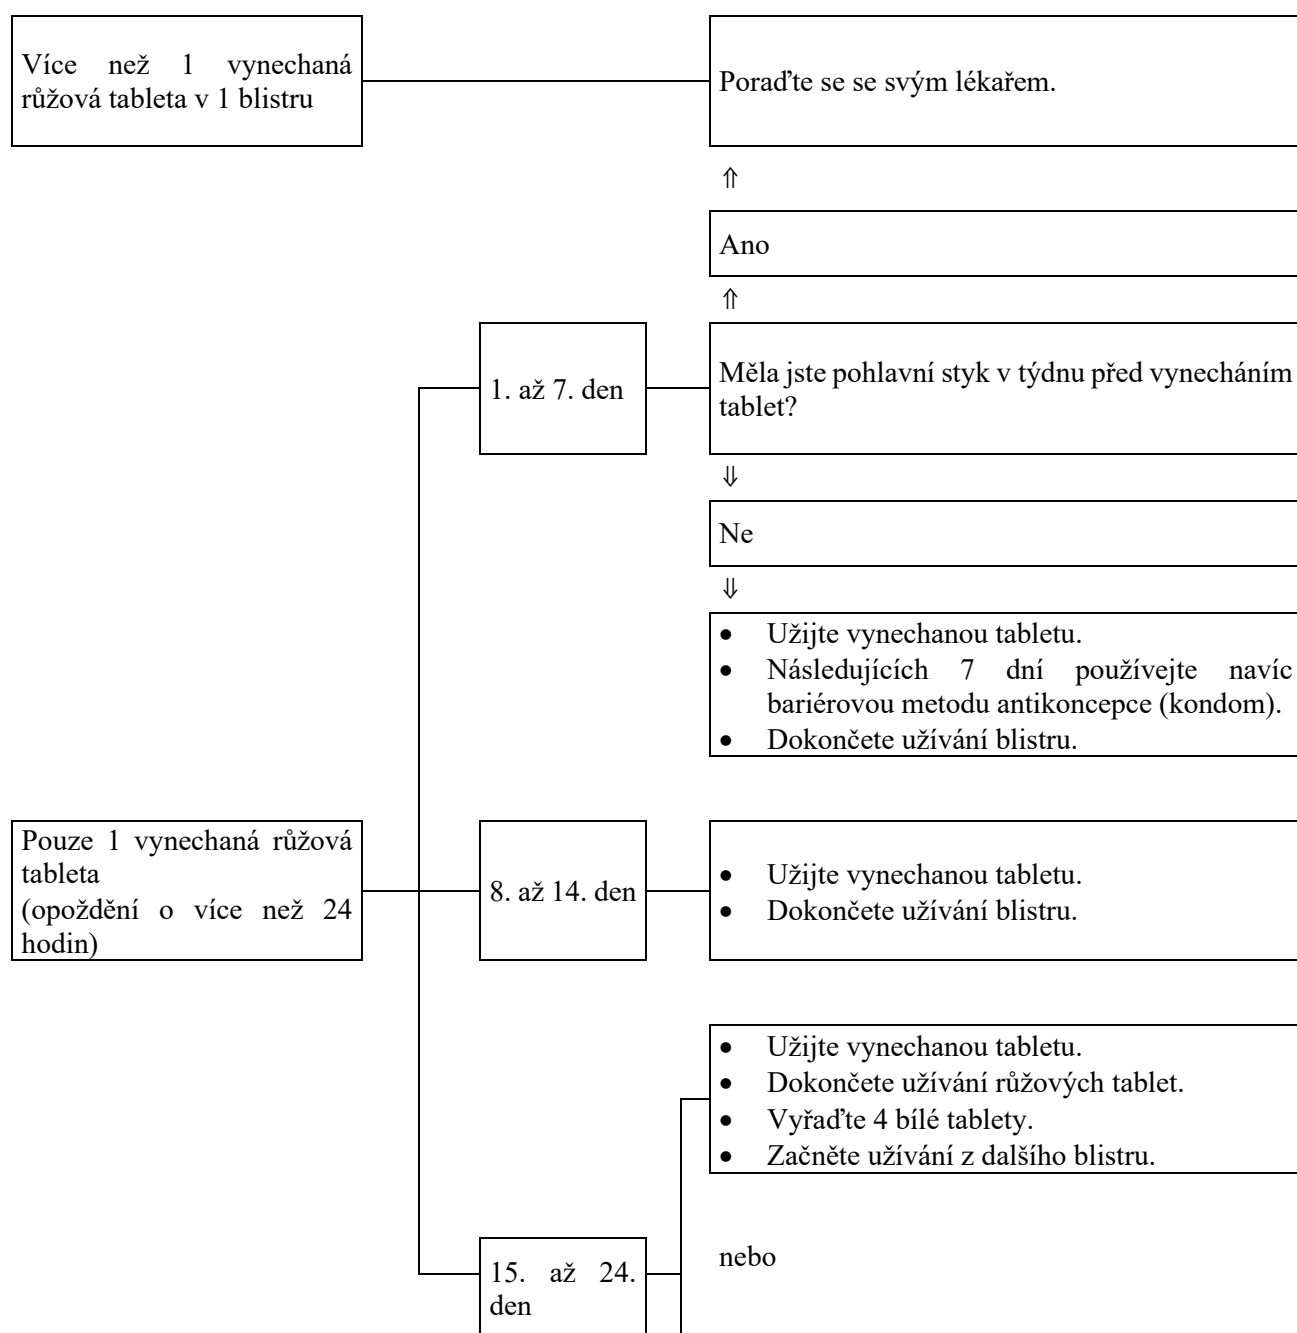 Více než 1 vynechaná
růžová tableta v 1 blistru
Poraďte se se svým lékařem.
⇑
Ano
⇑
1. až 7. den
Měla jste pohlavní styk v týdnu před vynecháním
tablet?
⇓
Ne
⇓
• Užijte vynechanou tabletu.
• Následujících 7 dní používejte navíc
bariérovou metodu antikoncepce (kondom).
• Dokončete užívání blistru.
Pouze 1 vynechaná růžová
tableta
(opoždění o více než 24
hodin)
8. až 14. den
• Užijte vynechanou tabletu.
• Dokončete užívání blistru.
• Užijte vynechanou tabletu.
• Dokončete užívání růžových tablet.
• Vyřaďte 4 bílé tablety.
• Začněte užívání z dalšího blistru.
15. až 24.
den
nebo